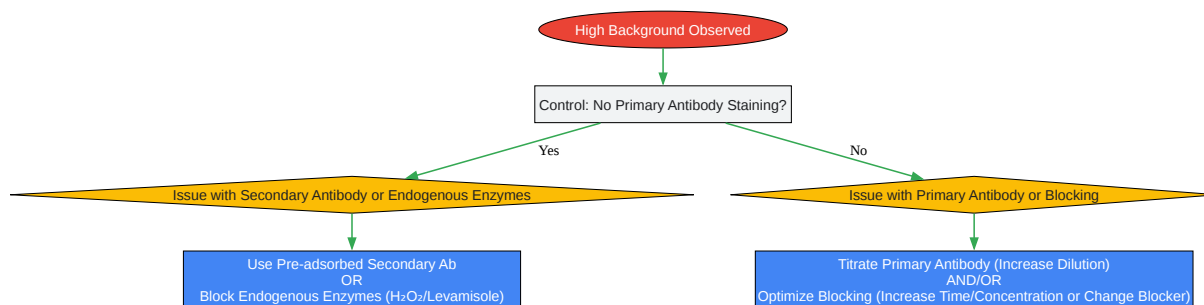 High Background Observed
Control: No Primary Antibody Staining?
Yes
No
Issue with Secondary Antibody or Endogenous Enzymes
Issue with Primary Antibody or Blocking
Use Pre-adsorbed Secondary Ab
OR
Block Endogenous Enzymes (H₂O₂/Levamisole)
Titrate Primary Antibody (Increase Dilution)
AND/OR
Optimize Blocking (Increase Time/Concentration or Change Blocker)